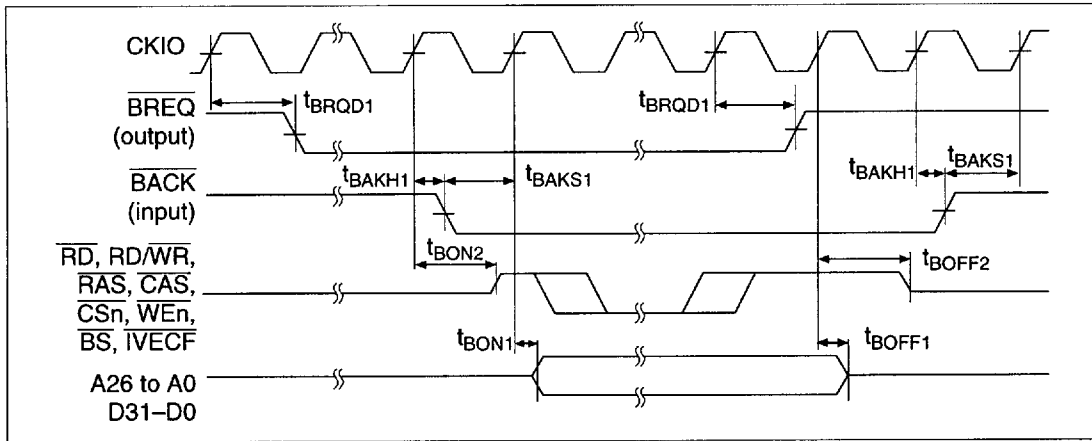 CKIO
BREQ
(output)
tBRQD1
tBRQD1
BACK
(input)
tBAKH1
tBAKS1
tBAKH1
tBAKS1
RD, RD/WR,
RAS, CAS,
CSn, WEn,
BS, IVECF
tBON2
tBOFF2
tBON1
tBOFF1
A26 to A0
D31–D0